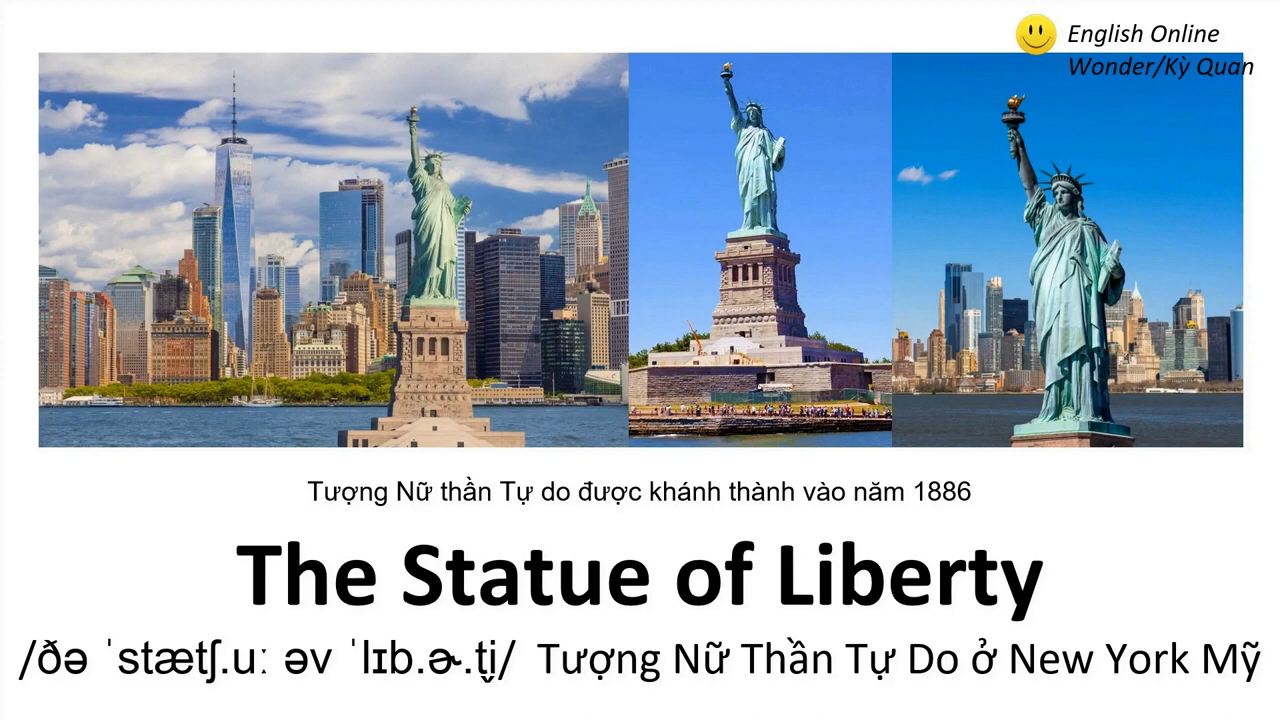 English Online
Wonder/Kỳ Quan
Tượng Nữ thần Tự do được khánh thành vào năm 1886
The Statue of Liberty
/ðə ˈstætʃ.uː əv ˈlɪb.ɚ.t̬i/ Tượng Nữ Thần Tự Do ở New York Mỹ